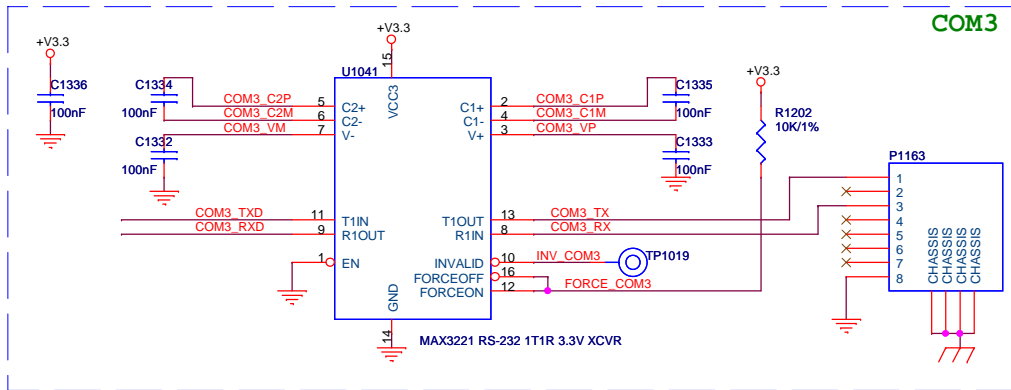 COM3
+V3.3
+V3.3
+V3.3
C1336
100nF
C1334
100nF
COM3_C2P
COM3_C2M
COM3_VM
C1332
100nF
U1041
15
VCC3
5 C2+
6 C2-
7 V-
C1+ 2
C1- 4
V+ 3
COM3_C1P
COM3_C1M
COM3_VP
C1335
100nF
C1333
100nF
R1202
10K/1%
P1163
COM3_TXD 11 T1IN
COM3_RXD 9 R1OUT
T1OUT 13 COM3_TX
R1IN 8 COM3_RX
1 EN
INVALID 10 INV_COM3 TP1019
FORCEOFF 16
FORCEON 12 FORCE_COM3
GND
14
MAX3221 RS-232 1T1R 3.3V XCVR
1
2
3
4
5
6
7
8
CHASSIS
CHASSIS
CHASSIS
CHASSIS